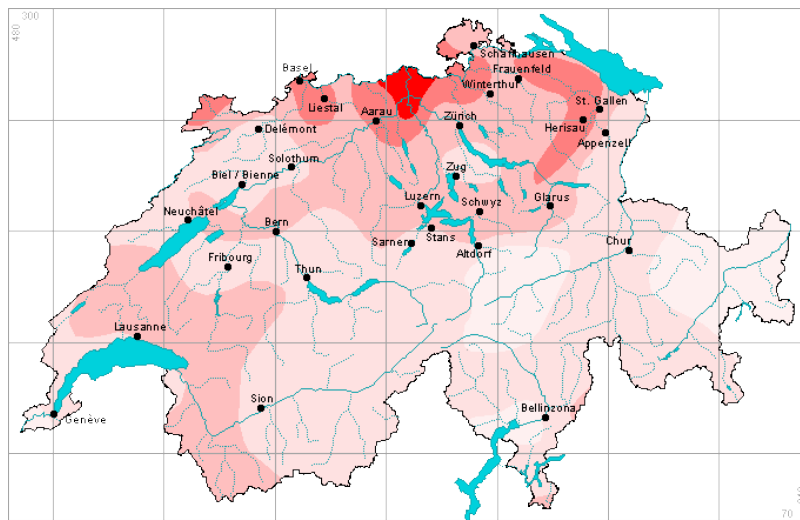 300
480
Schaffhausen
Basel
Frauenfeld
Winterthur
Liestal
St. Gallen
Aarau
Zürich
Herisau
Delémont
Appenzell
Solothurn
Zug
Biel / Bienne
Luzern
Schwyz
Glarus
Neuchâtel
Bern
Stans
Sarnen
Altdorf
Chur
Fribourg
Thun
Lausanne
Sion
Bellinzona
Genève
70